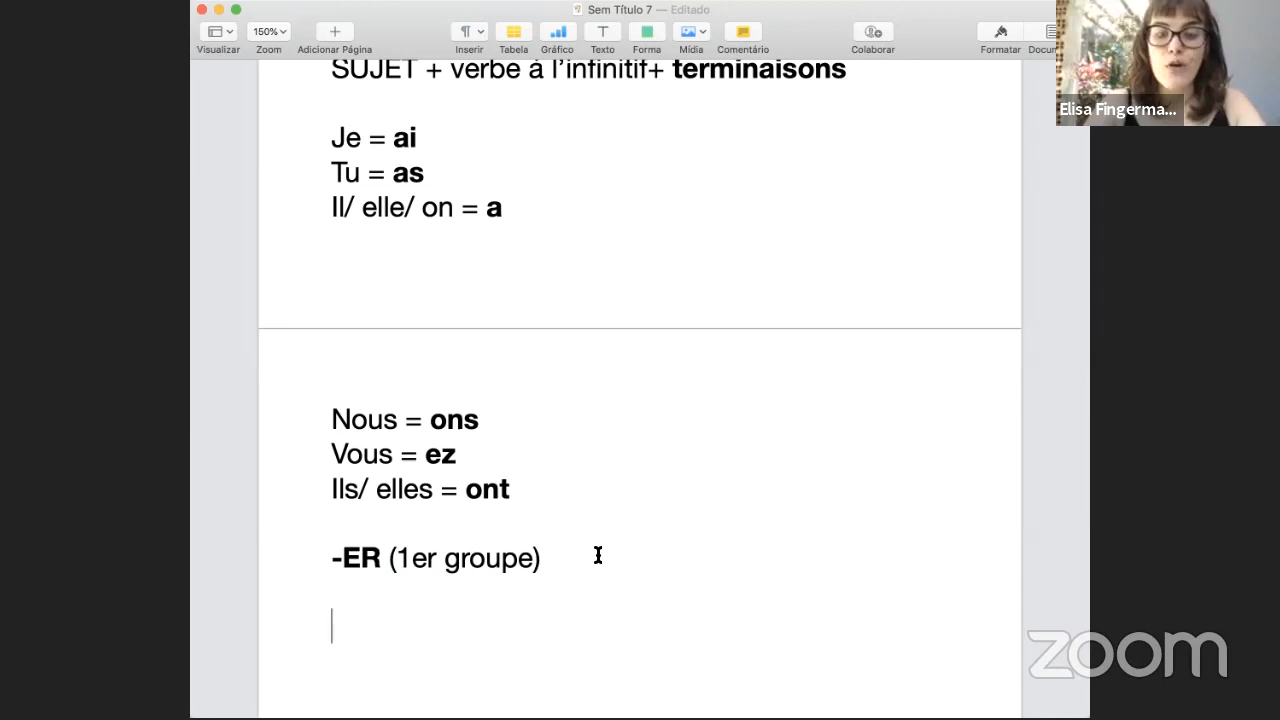 Sem Título 7 — Editado
150%
Visualizar Zoom Adicionar Página Inserir Tabela Gráfico Texto Forma Mídia Comentário Colaborar Formatar Docum
SUJET + verbe à l'infinitif+ terminaisons
Elisa Fingerma...
Je = ai
Tu = as
Il/ elle/ on = a
Nous = ons
Vous = ez
Ils/ elles = ont
-ER (1er groupe)
zoom